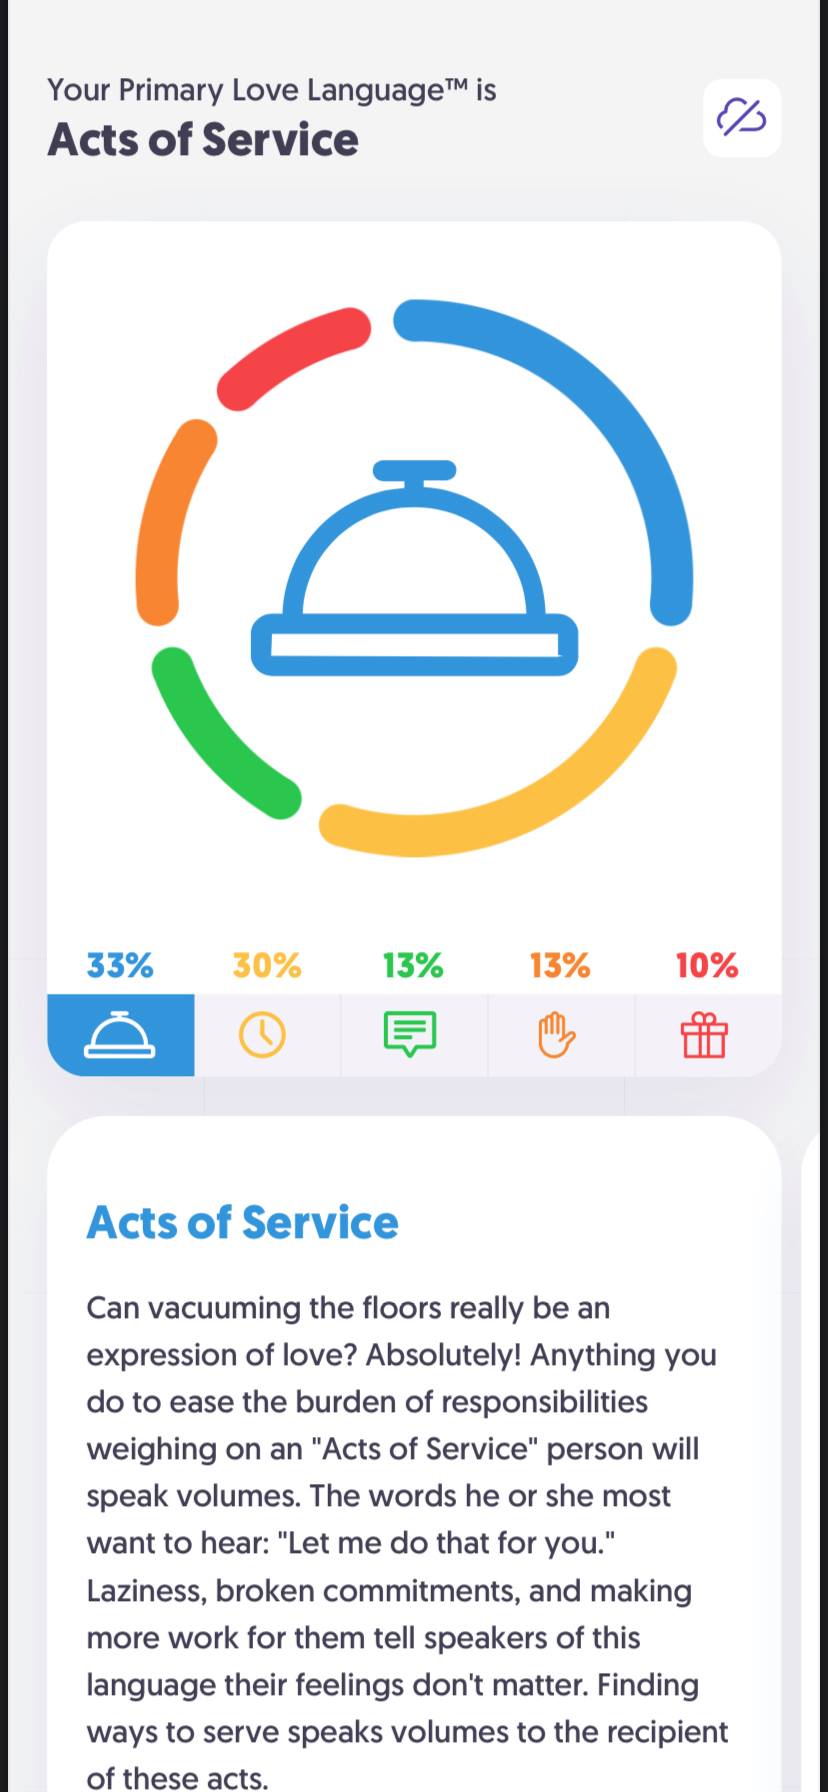 Your Primary Love Language™ is
Acts of Service
33% 30% 13% 13% 10%
Acts of Service
Can vacuuming the floors really be an
expression of love? Absolutely! Anything you
do to ease the burden of responsibilities
weighing on an "Acts of Service" person will
speak volumes. The words he or she most
want to hear: "Let me do that for you."
Laziness, broken commitments, and making
more work for them tell speakers of this
language their feelings don't matter. Finding
ways to serve speaks volumes to the recipient
of these acts.